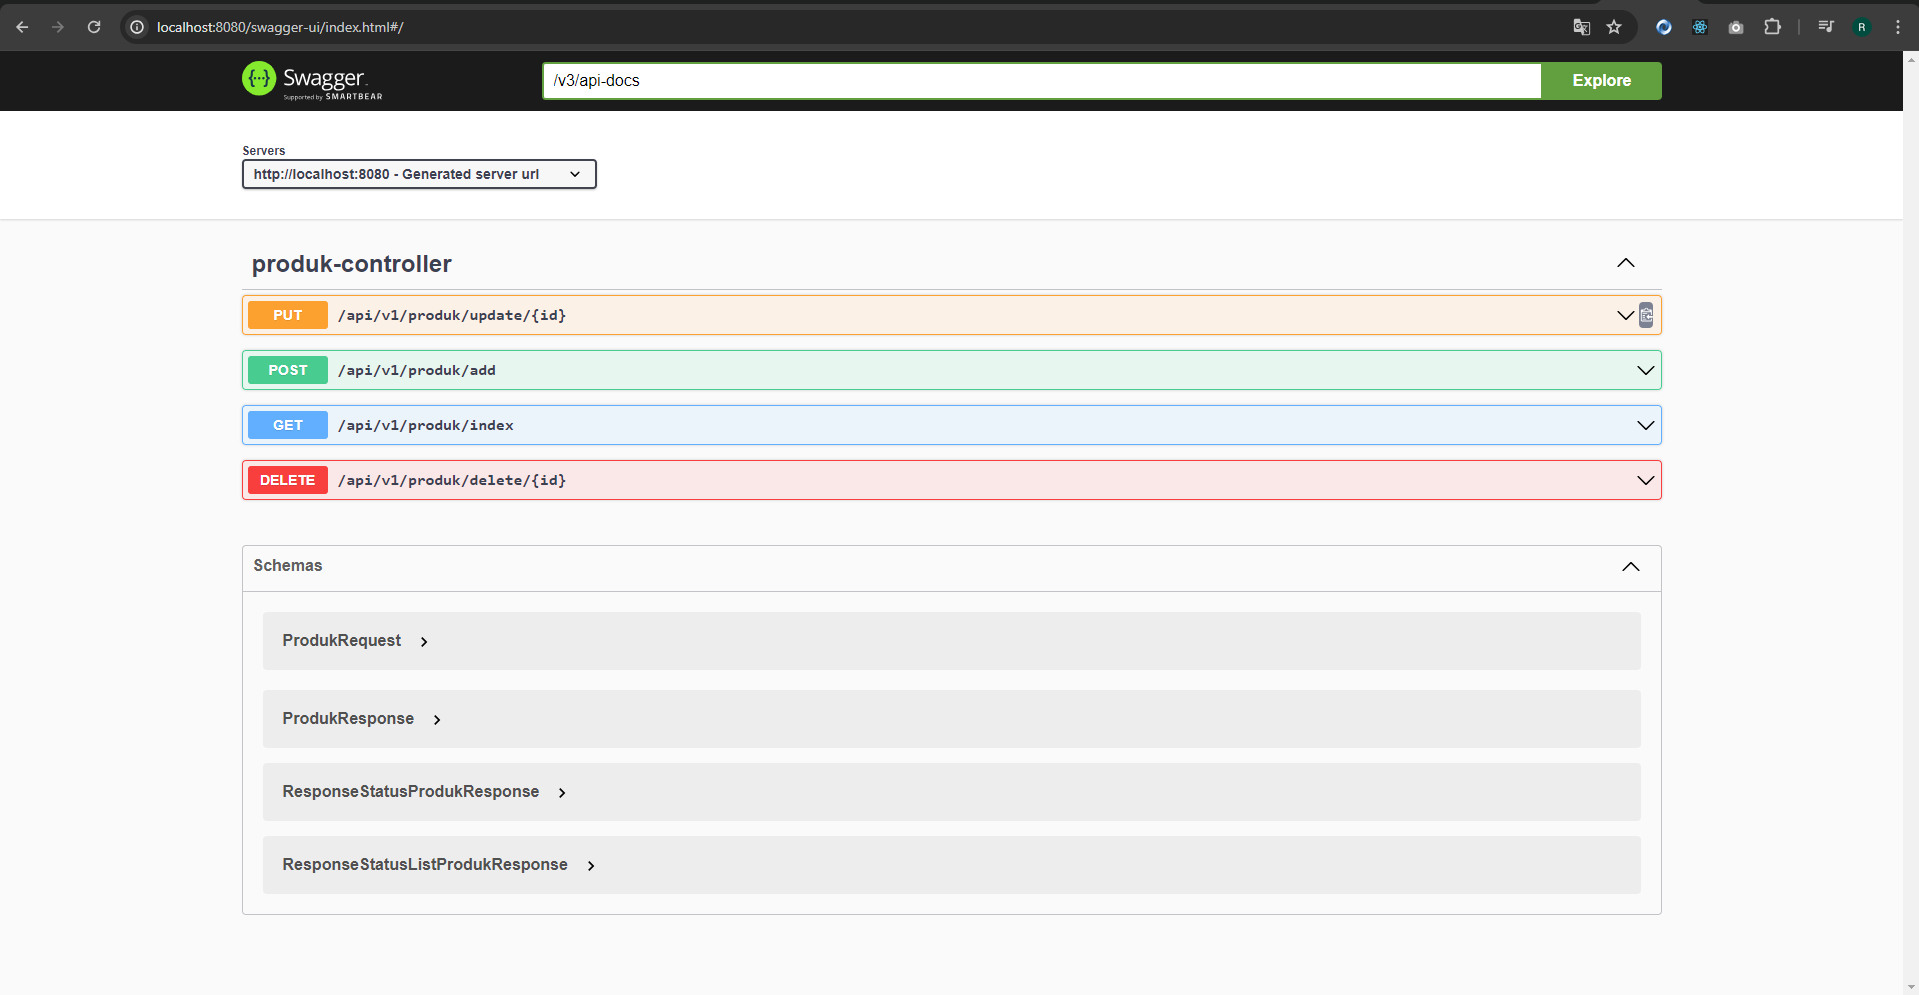 localhost:8080/swagger-ui/index.html#/
R
Swagger
Supported by SMARTBEAR
/v3/api-docs
Explore
Servers
http://localhost:8080 - Generated server url
produk-controller
PUT /api/v1/produk/update/{id}
POST /api/v1/produk/add
GET /api/v1/produk/index
DELETE /api/v1/produk/delete/{id}
Schemas
ProdukRequest
ProdukResponse
ResponseStatusProdukResponse
ResponseStatusListProdukResponse